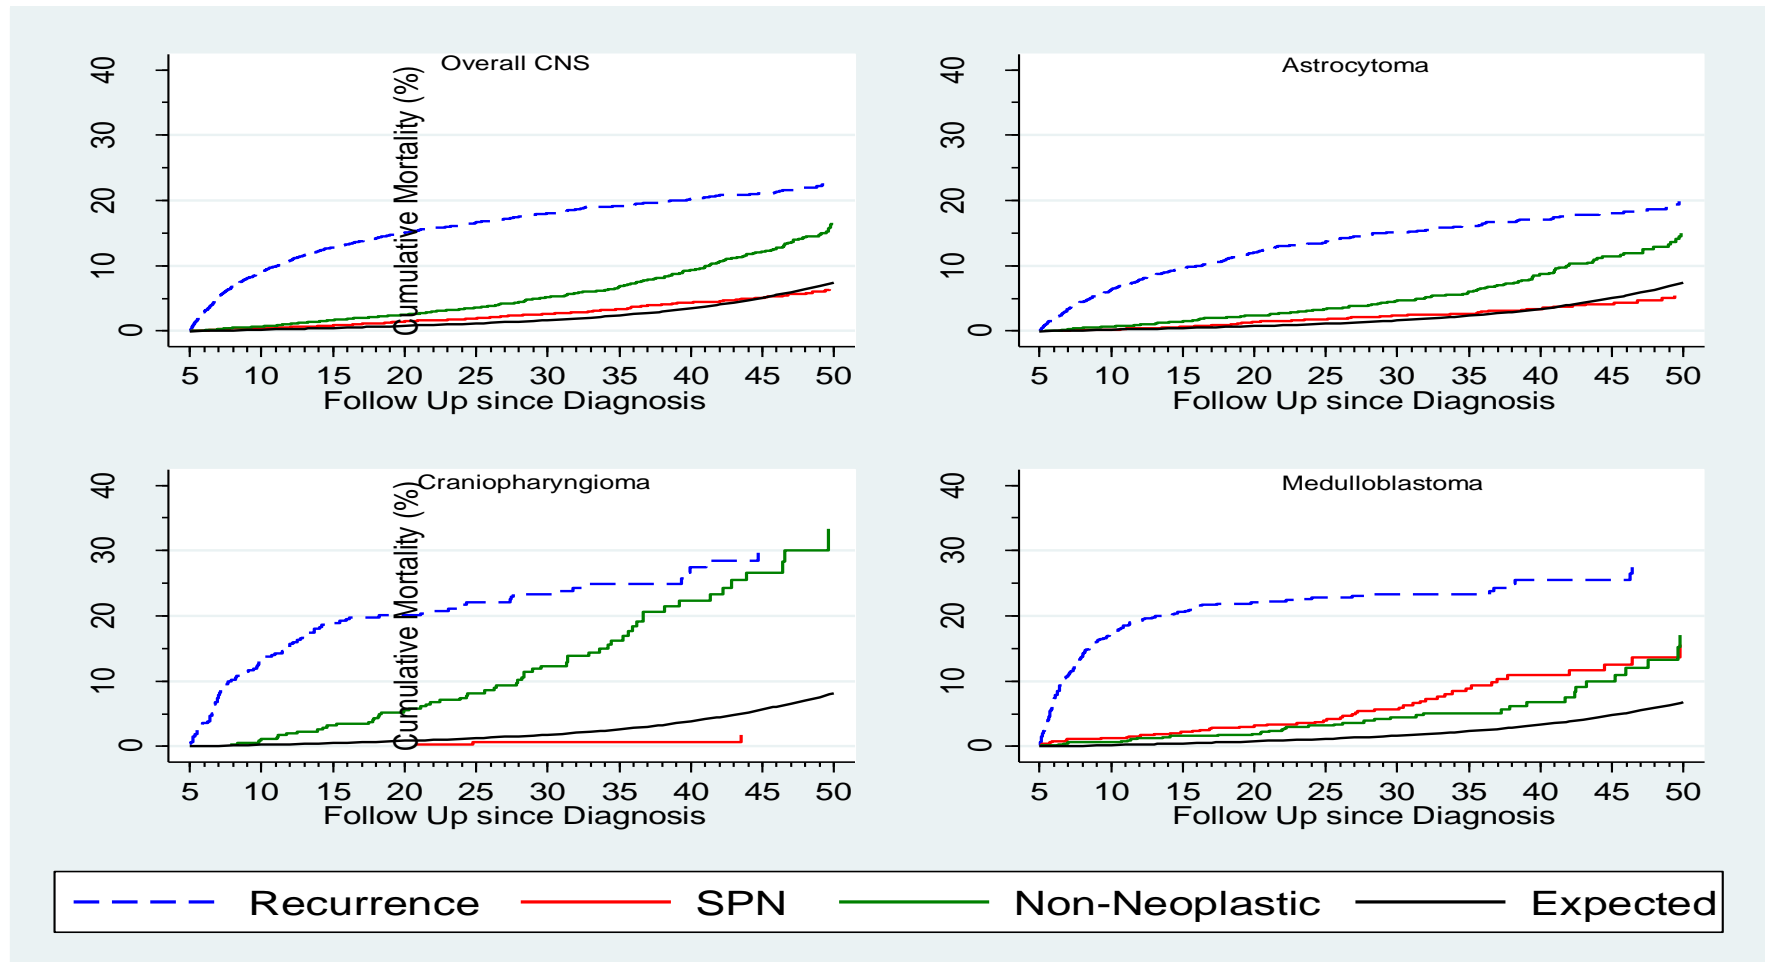 Overall CNS
Cumulative Mortality (%)
40
30
20
10
0
5 10 15 20 25 30 35 40 45 50
Follow Up since Diagnosis
Astrocytoma
40
30
20
10
0
5 10 15 20 25 30 35 40 45 50
Follow Up since Diagnosis
Craniopharyngioma
Cumulative Mortality (%)
40
30
20
10
0
5 10 15 20 25 30 35 40 45 50
Follow Up since Diagnosis
Medulloblastoma
40
30
20
10
0
5 10 15 20 25 30 35 40 45 50
Follow Up since Diagnosis
Recurrence SPN Non-Neoplastic Expected